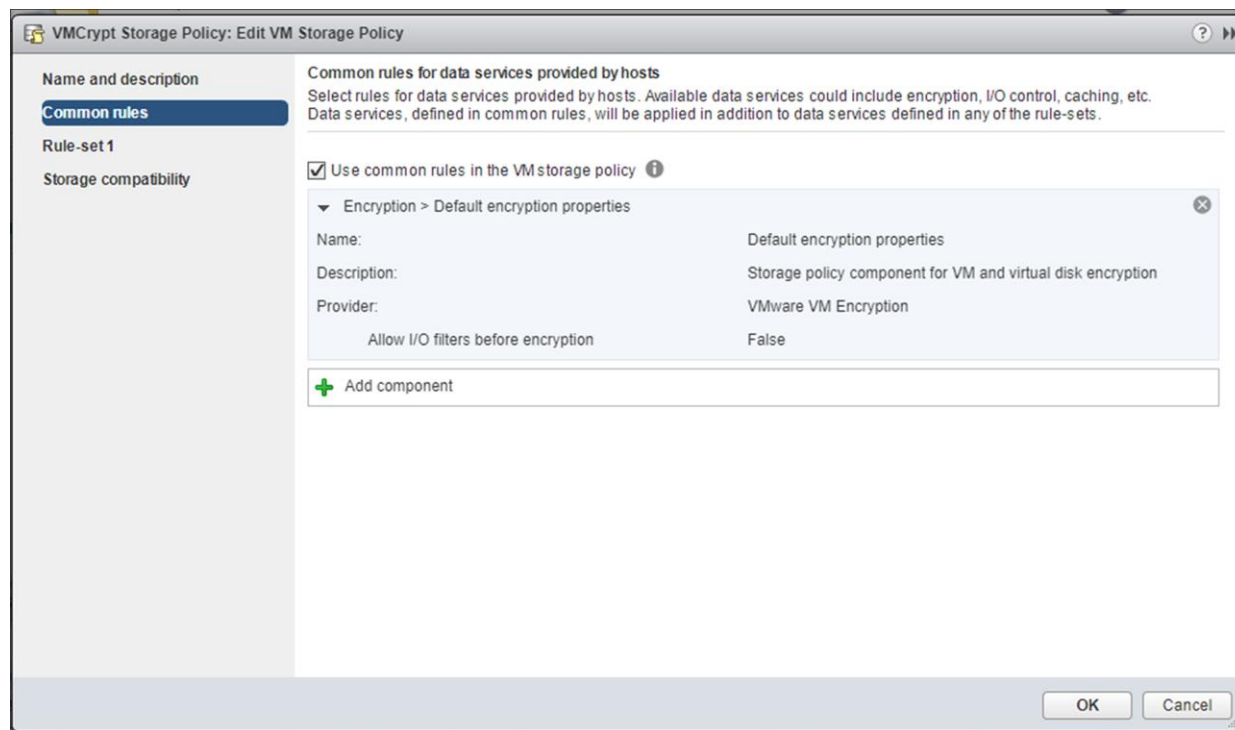 VMCrypt Storage Policy: Edit VM Storage Policy
?
Name and description
Common rules
Rule-set 1
Storage compatibility
Common rules for data services provided by hosts
Select rules for data services provided by hosts. Available data services could include encryption, I/O control, caching, etc.
Data services, defined in common rules, will be applied in addition to data services defined in any of the rule-sets.
Use common rules in the VM storage policy
Encryption > Default encryption properties
Name: Default encryption properties
Description: Storage policy component for VM and virtual disk encryption
Provider: VMware VM Encryption
Allow I/O filters before encryption False
Add component
OK Cancel